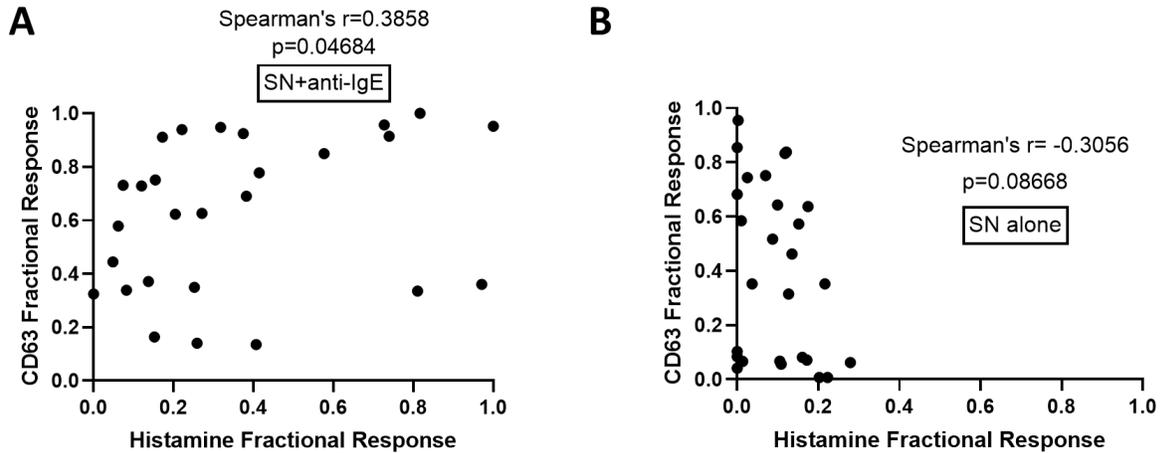 A
Spearman's r=0.3858
p=0.04684
SN+anti-IgE
CD63 Fractional Response
1.0
0.8
0.6
0.4
0.2
0.0
0.0 0.2 0.4 0.6 0.8 1.0
Histamine Fractional Response
B
Spearman's r= -0.3056
p=0.08668
SN alone
CD63 Fractional Response
1.0
0.8
0.6
0.4
0.2
0.0
0.0 0.2 0.4 0.6 0.8 1.0
Histamine Fractional Response